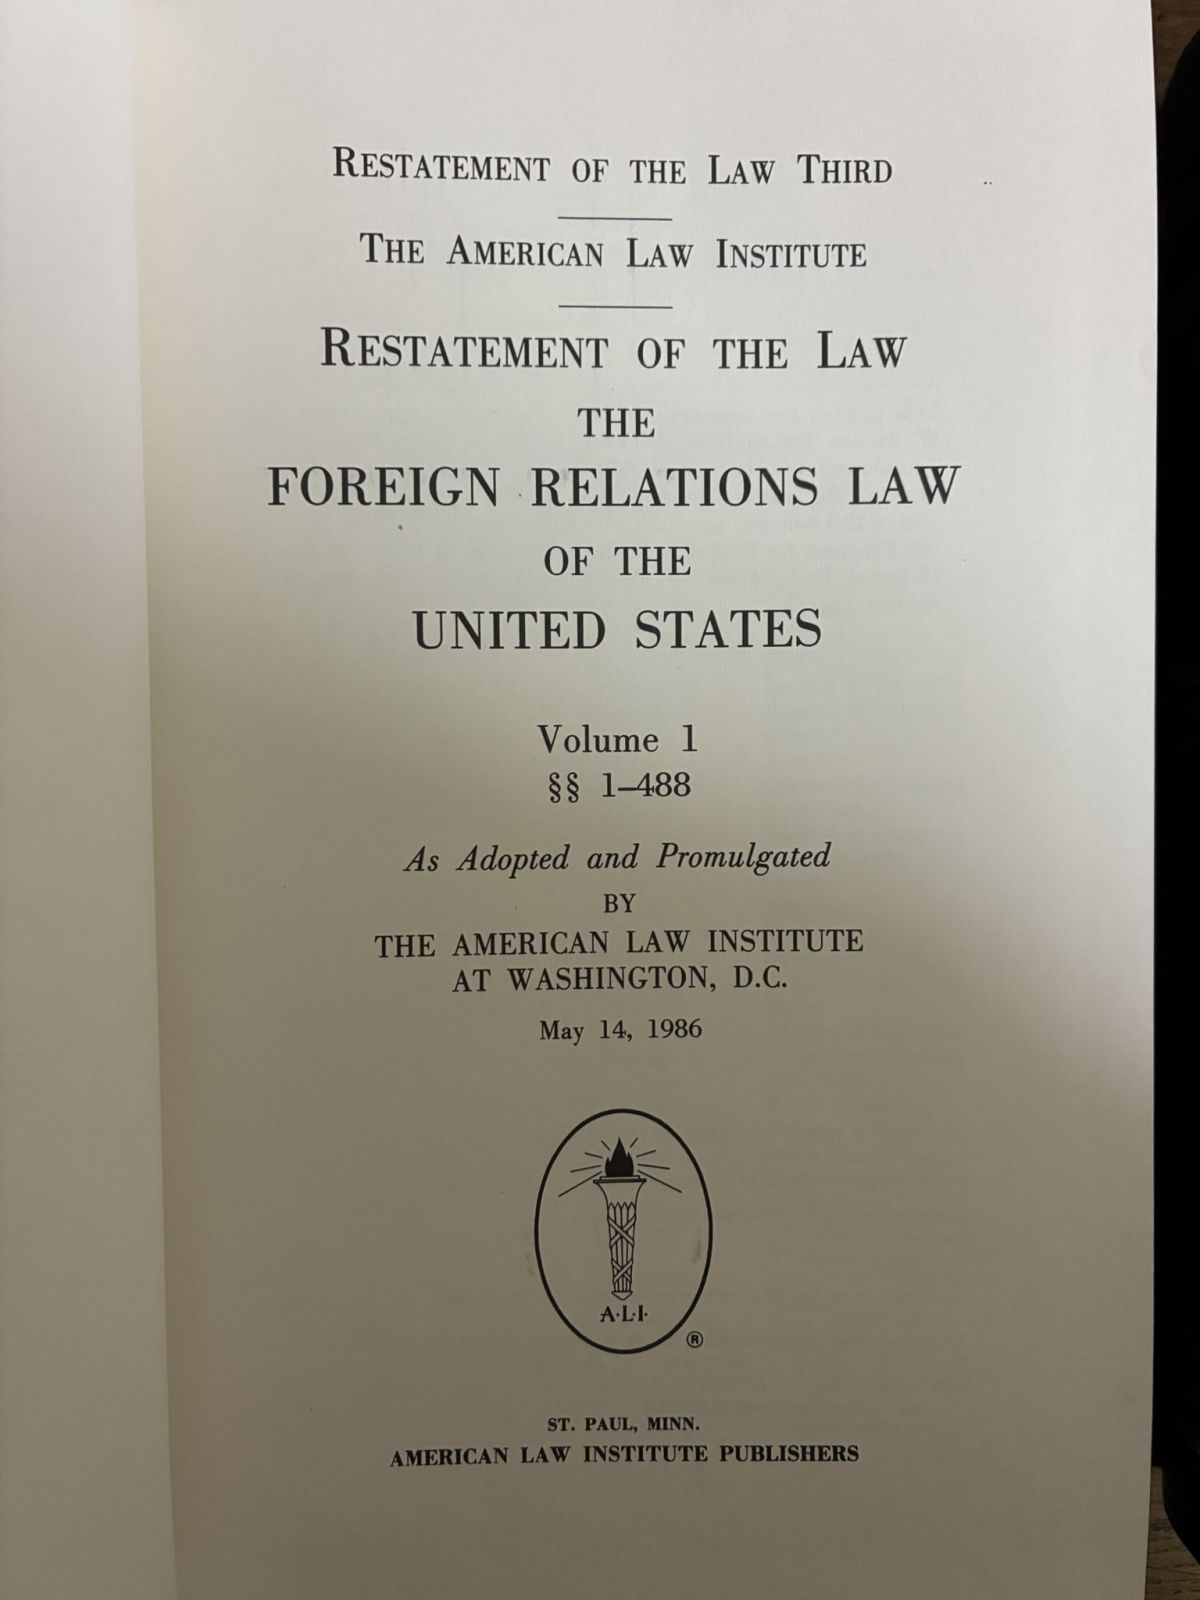 RESTATEMENT OF THE LAW THIRD
THE AMERICAN LAW INSTITUTE
RESTATEMENT OF THE LAW
THE
FOREIGN RELATIONS LAW
OF THE
UNITED STATES
Volume 1
§§ 1–488
As Adopted and Promulgated
BY
THE AMERICAN LAW INSTITUTE
AT WASHINGTON, D.C.
May 14, 1986
A·L·I·
®
ST. PAUL, MINN.
AMERICAN LAW INSTITUTE PUBLISHERS